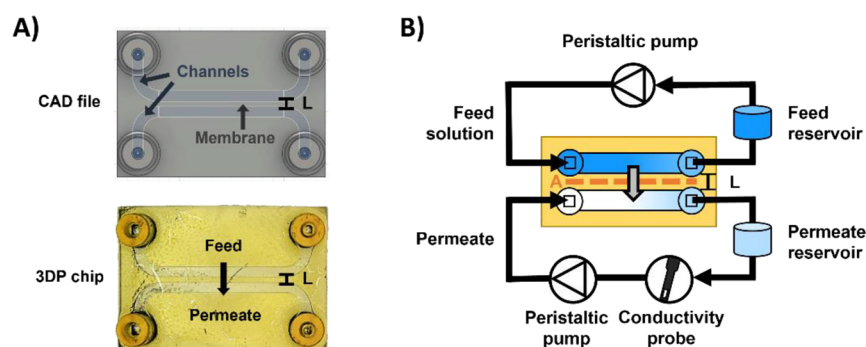 A)
CAD file
Channels
L
Membrane
3DP chip
Feed
L
Permeate
B)
Peristaltic pump
Feed
solution
Feed
reservoir
A
L
Permeate
Permeate
reservoir
Peristaltic
pump
Conductivity
probe